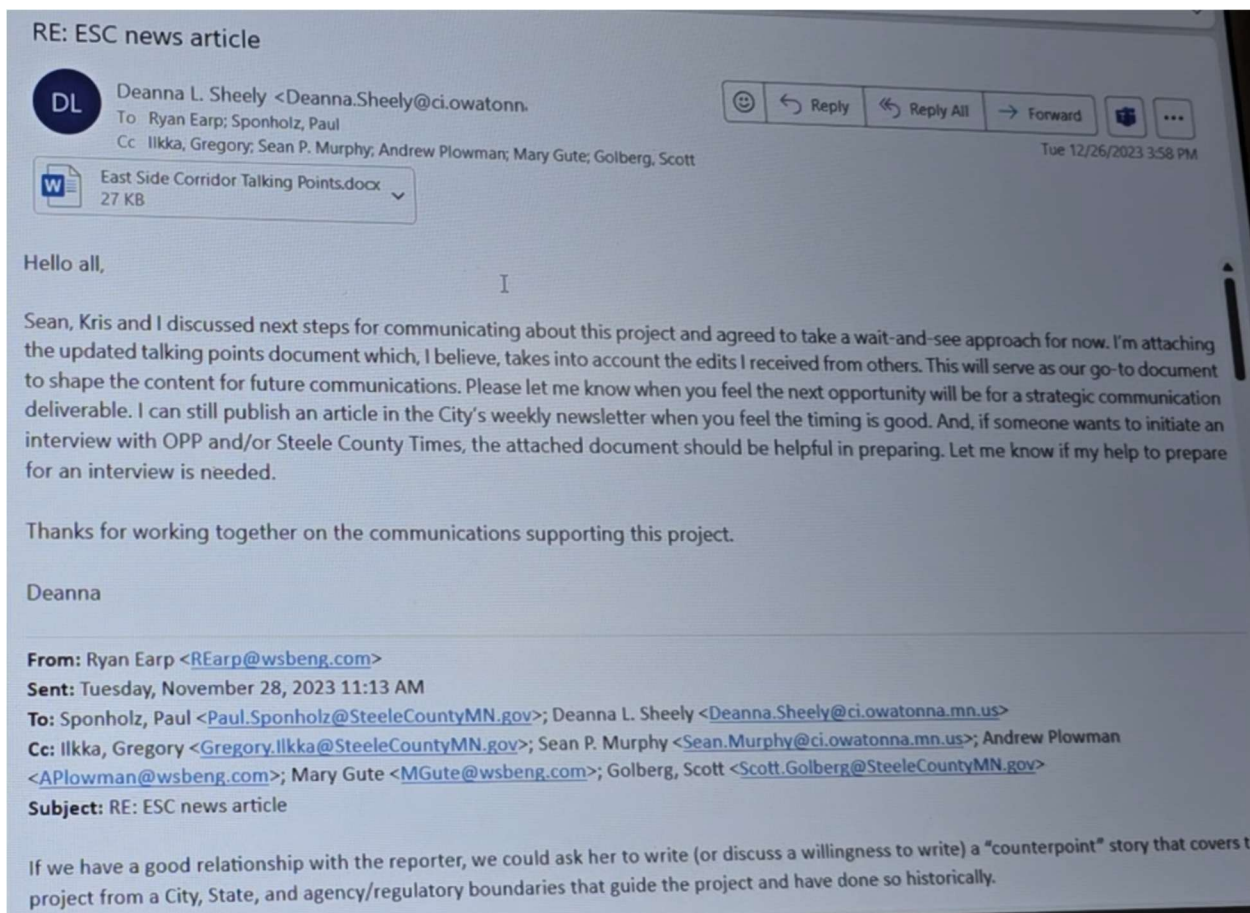 RE: ESC news article
DL
Deanna L. Sheely <Deanna.Sheely@ci.owatonn.
To Ryan Earp; Sponholz, Paul
Cc Ilkka, Gregory; Sean P. Murphy; Andrew Plowman; Mary Gute; Golberg, Scott
Reply
Reply All
Forward
Tue 12/26/2023 3:58 PM
W
East Side Corridor Talking Points.docx
27 KB
Hello all,
Sean, Kris and I discussed next steps for communicating about this project and agreed to take a wait-and-see approach for now. I'm attaching
the updated talking points document which, I believe, takes into account the edits I received from others. This will serve as our go-to document
to shape the content for future communications. Please let me know when you feel the next opportunity will be for a strategic communication
deliverable. I can still publish an article in the City's weekly newsletter when you feel the timing is good. And, if someone wants to initiate an
interview with OPP and/or Steele County Times, the attached document should be helpful in preparing. Let me know if my help to prepare
for an interview is needed.
Thanks for working together on the communications supporting this project.
Deanna
From: Ryan Earp <REarp@wsbeng.com>
Sent: Tuesday, November 28, 2023 11:13 AM
To: Sponholz, Paul <Paul.Sponholz@SteeleCountyMN.gov>; Deanna L. Sheely <Deanna.Sheely@ci.owatonna.mn.us>
Cc: Ilkka, Gregory <Gregory.Ilkka@SteeleCountyMN.gov>; Sean P. Murphy <Sean.Murphy@ci.owatonna.mn.us>; Andrew Plowman
<APlowman@wsbeng.com>; Mary Gute <MGute@wsbeng.com>; Golberg, Scott <Scott.Golberg@SteeleCountyMN.gov>
Subject: RE: ESC news article
If we have a good relationship with the reporter, we could ask her to write (or discuss a willingness to write) a "counterpoint" story that covers t
project from a City, State, and agency/regulatory boundaries that guide the project and have done so historically.